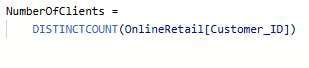 NumberOfClients =
DISTINCTCOUNT(OnlineRetail[Customer_ID])